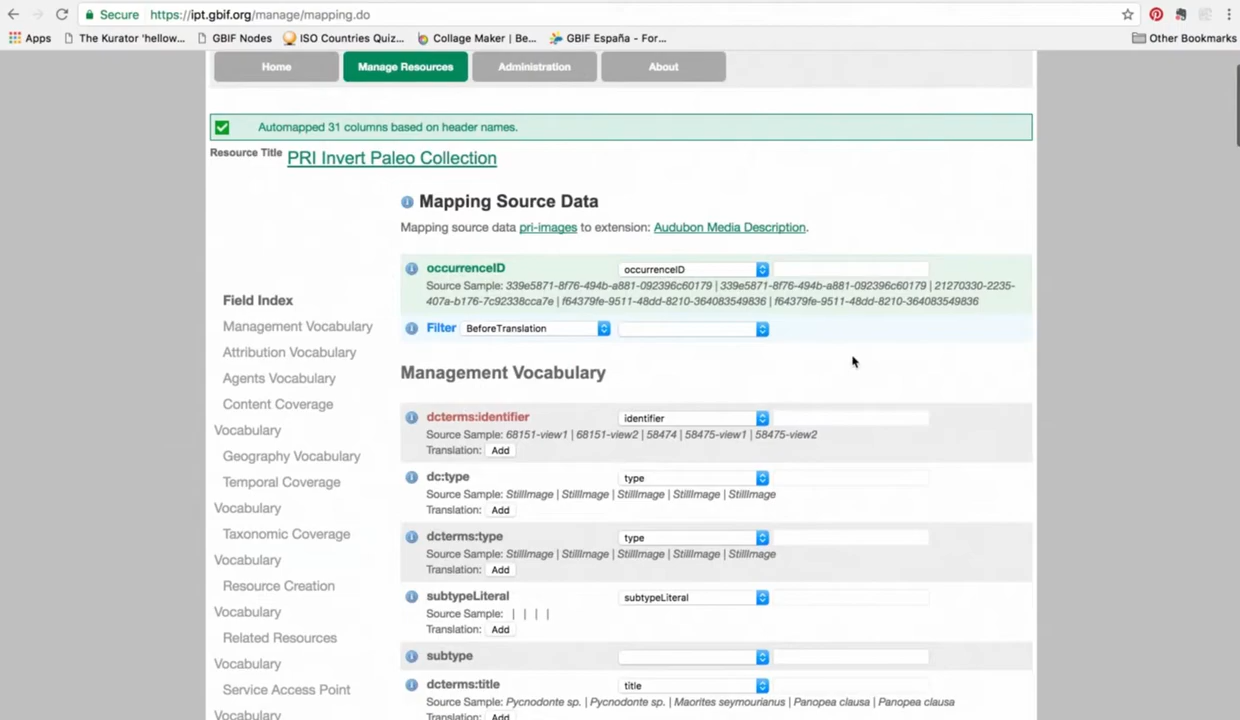 Secure https://ipt.gbif.org/manage/mapping.do
Apps The Kurator 'hellow... GBIF Nodes ISO Countries Quiz... Collage Maker | Be... GBIF España - For... Other Bookmarks
Home Manage Resources Administration About
Automapped 31 columns based on header names.
Resource Title PRI Invert Paleo Collection
Mapping Source Data
Mapping source data pri-images to extension: Audubon Media Description.
occurrenceID occurrenceID
Source Sample: 339e5871-8f76-494b-a881-092396c60179 | 339e5871-8f76-494b-a881-092396c60179 | 21270330-2235-
407a-b176-7c92338cca7e | f64379fe-9511-48dd-8210-364083549836 | f64379fe-9511-48dd-8210-364083549836
Filter BeforeTranslation
Field Index
Management Vocabulary
Attribution Vocabulary
Agents Vocabulary
Content Coverage
Vocabulary
Geography Vocabulary
Temporal Coverage
Vocabulary
Taxonomic Coverage
Vocabulary
Resource Creation
Vocabulary
Related Resources
Vocabulary
Service Access Point
Vocabulary
Management Vocabulary
dcterms:identifier identifier
Source Sample: 68151-view1 | 68151-view2 | 58474 | 58475-view1 | 58475-view2
Translation: Add
dc:type type
Source Sample: StillImage | StillImage | StillImage | StillImage | StillImage
Translation: Add
dcterms:type type
Source Sample: StillImage | StillImage | StillImage | StillImage | StillImage
Translation: Add
subtypeLiteral subtypeLiteral
Source Sample: | | | |
Translation: Add
subtype
dcterms:title title
Source Sample: Pycnodonte sp. | Pycnodonte sp. | Maorites seymourianus | Panopea clausa | Panopea clausa
Translation: Add